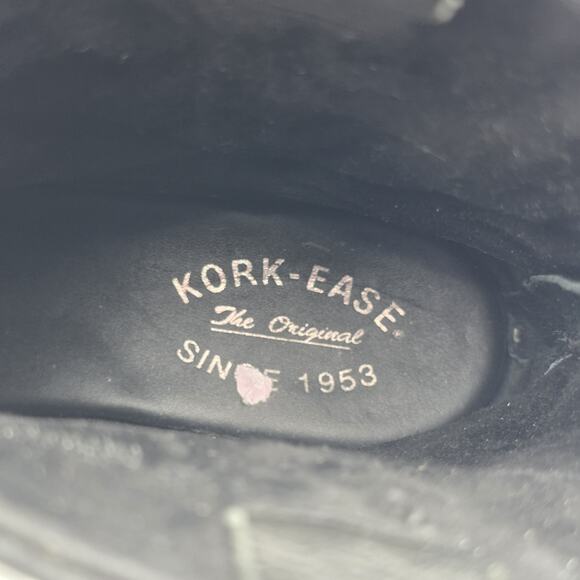 KORK-EASE
The Original
SINCE 1953